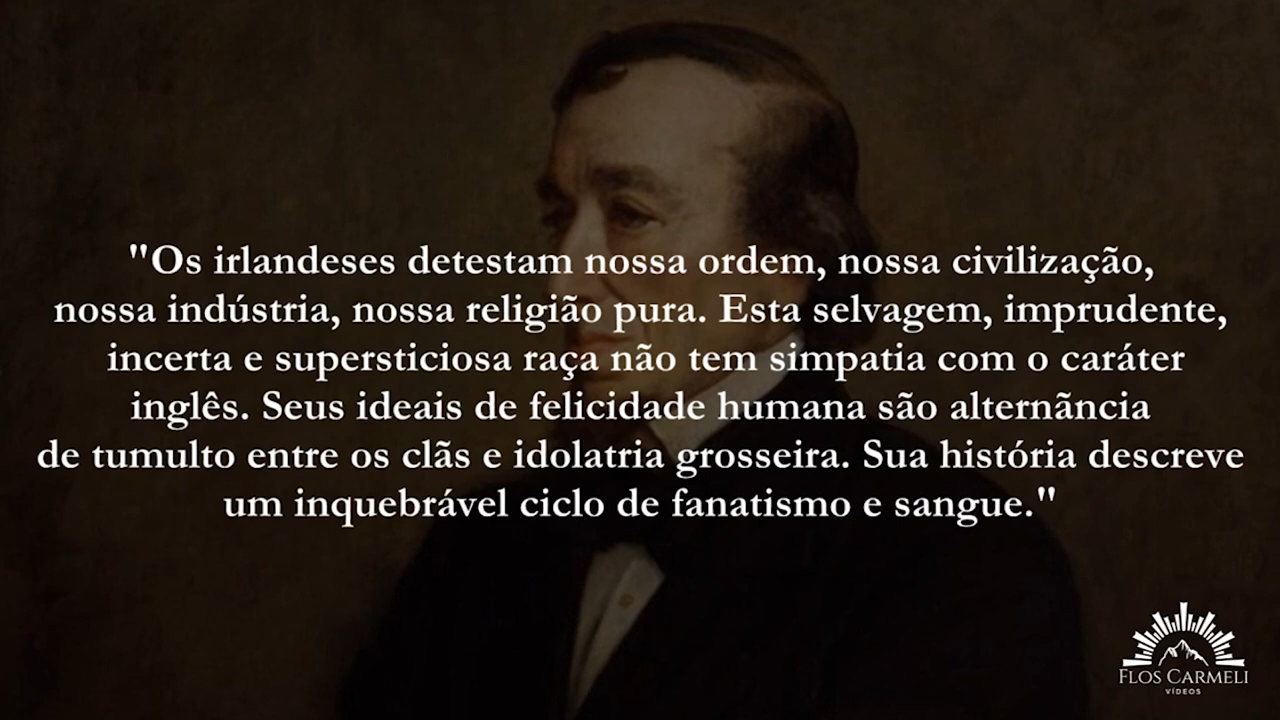 "Os irlandeses detestam nossa ordem, nossa civilização,
nossa indústria, nossa religião pura. Esta selvagem, imprudente,
incerta e supersticiosa raça não tem simpatia com o caráter
inglês. Seus ideais de felicidade humana são alternãncia
de tumulto entre os clãs e idolatria grosseira. Sua história descreve
um inquebrável ciclo de fanatismo e sangue."
FLOS CARMELI
VÍDEOS